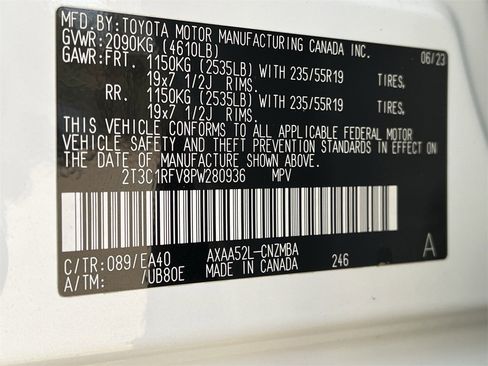 MFD. BY: TOYOTA MOTOR MANUFACTURING CANADA INC.
GVWR: 2090KG (4610LB) 06/23
GAWR: FRT. 1150KG (2535LB) WITH 235/55R19 TIRES,
19x7 1/2J RIMS.
RR. 1150KG (2535LB) WITH 235/55R19 TIRES,
19x7 1/2J RIMS.
THIS VEHICLE CONFORMS TO ALL APPLICABLE FEDERAL MOTOR
VEHICLE SAFETY AND THEFT PREVENTION STANDARDS IN EFFECT ON
THE DATE OF MANUFACTURE SHOWN ABOVE.
2T3C1RFV8PW280936 MPV
C/TR: 089/EA40 AXAA52L-CNZMBA 246 A
A/TM: /UB80E MADE IN CANADA